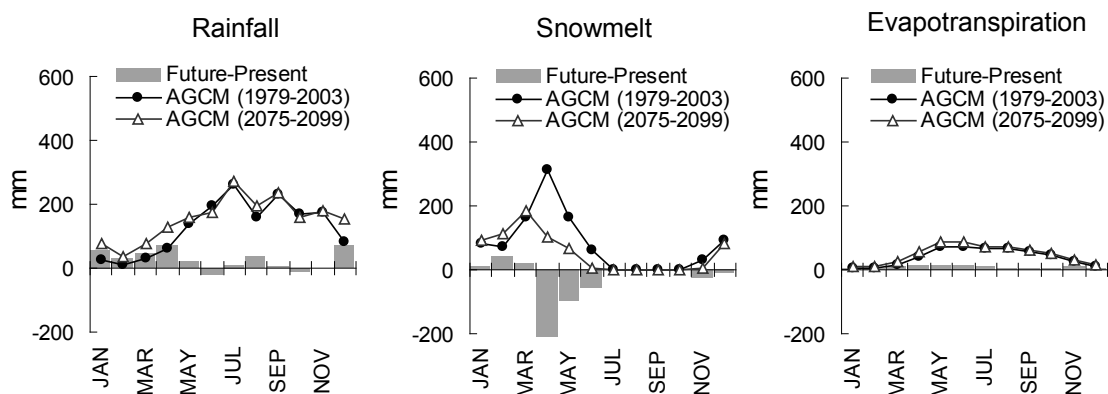 Rainfall
Future-Present
AGCM (1979-2003)
AGCM (2075-2099)
600
400
200
0
-200
mm
JAN
MAR
MAY
JUL
SEP
NOV
Snowmelt
Future-Present
AGCM (1979-2003)
AGCM (2075-2099)
600
400
200
0
-200
mm
JAN
MAR
MAY
JUL
SEP
NOV
Evapotranspiration
Future-Present
AGCM (1979-2003)
AGCM (2075-2099)
600
400
200
0
-200
mm
JAN
MAR
MAY
JUL
SEP
NOV